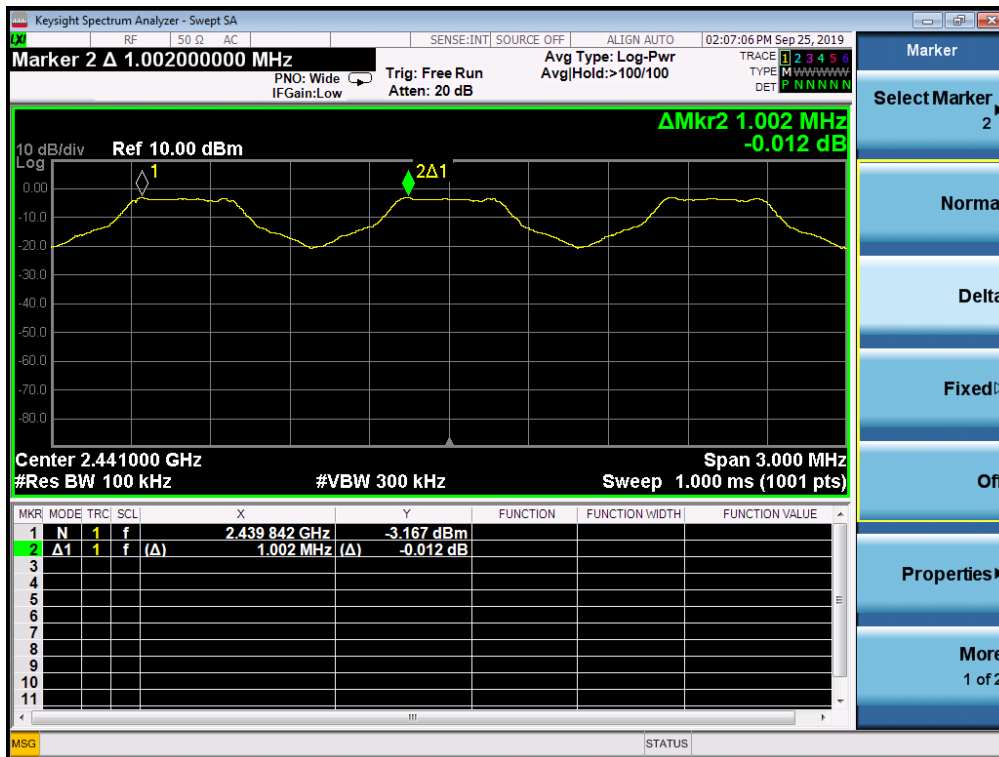 Keysight Spectrum Analyzer - Swept SA
LXI RF 50 Ω AC SENSE:INT SOURCE OFF ALIGN AUTO 02:07:06 PM Sep 25, 2019
Marker 2 Δ 1.002000000 MHz
PNO: Wide
IFGain:Low
Trig: Free Run
Atten: 20 dB
Avg Type: Log-Pwr
Avg|Hold:>100/100
TRACE 1 2 3 4 5 6
TYPE M WWWWW
DET P N N N N N
ΔMkr2 1.002 MHz
-0.012 dB
10 dB/div Ref 10.00 dBm
Log
1
2Δ1
0.00
-10.0
-20.0
-30.0
-40.0
-50.0
-60.0
-70.0
-80.0
Center 2.441000 GHz Span 3.000 MHz
#Res BW 100 kHz #VBW 300 kHz Sweep 1.000 ms (1001 pts)
MKR MODE TRC SCL X Y FUNCTION FUNCTION WIDTH FUNCTION VALUE
1 N 1 f 2.439 842 GHz -3.167 dBm
2 Δ1 1 f (Δ) 1.002 MHz (Δ) -0.012 dB
3
4
5
6
7
8
9
10
11
MSG STATUS
Marker
Select Marker
2
Norma
Delta
Fixed
Off
Properties
More
1 of 2